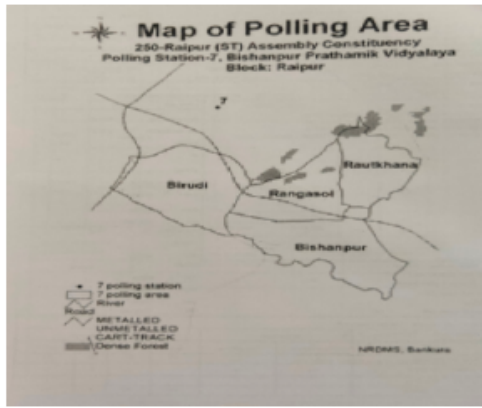 Map of Polling Area
250-Raipur (ST) Assembly Constituency
Polling Station-7, Bishanpur Prathamik Vidyalaya
Block: Raipur
7
Rautkhana
Birudi
Rangasol
Bishanpur
7 polling station
7 polling area
River
Road
METALLED
UNMETALLED
CART-TRACK
Dense Forest
NRDMS, Bankura